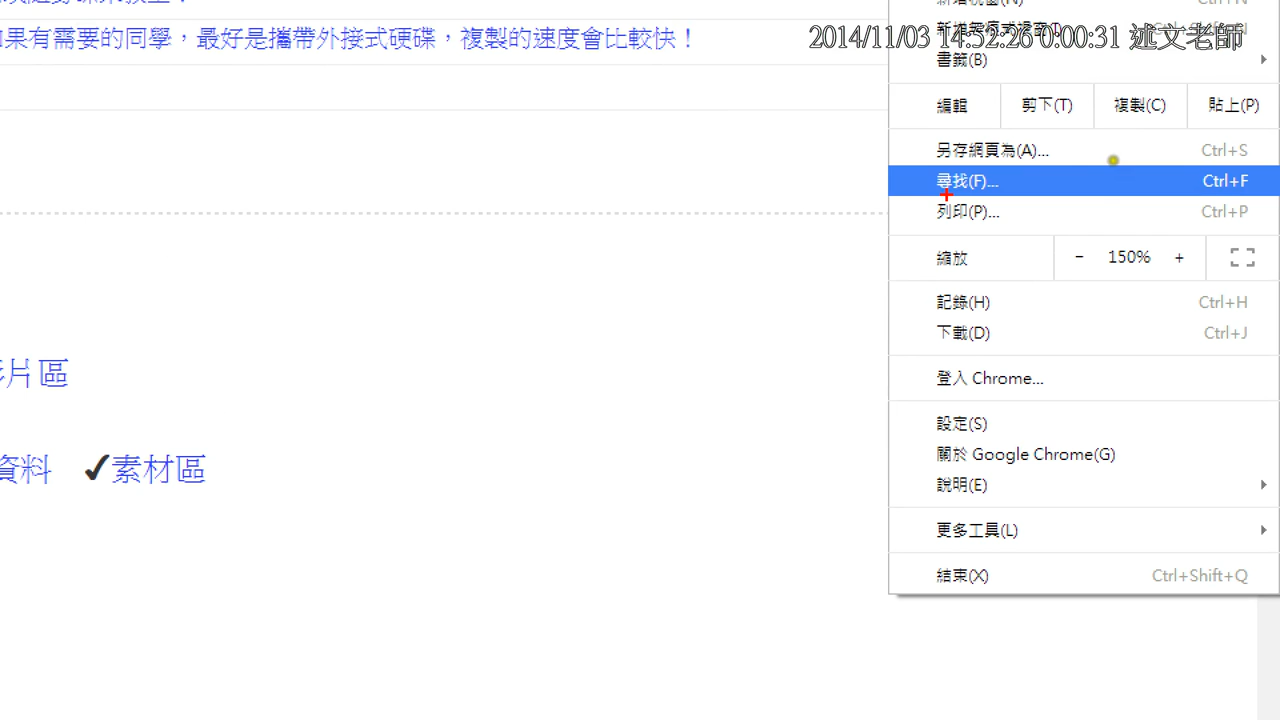 如果有需要的同學，最好是攜帶外接式硬碟，複製的速度會比較快！
2014/11/03 14:52:26 0:00:31 述文老師
書籤(B)
編輯 剪下(T) 複製(C) 貼上(P)
另存網頁為(A)... Ctrl+S
尋找(F)... Ctrl+F
列印(P)... Ctrl+P
縮放 - 150% +
記錄(H) Ctrl+H
下載(D) Ctrl+J
登入 Chrome...
影片區
設定(S)
關於 Google Chrome(G)
資料 ✔素材區
說明(E)
更多工具(L)
結束(X) Ctrl+Shift+Q